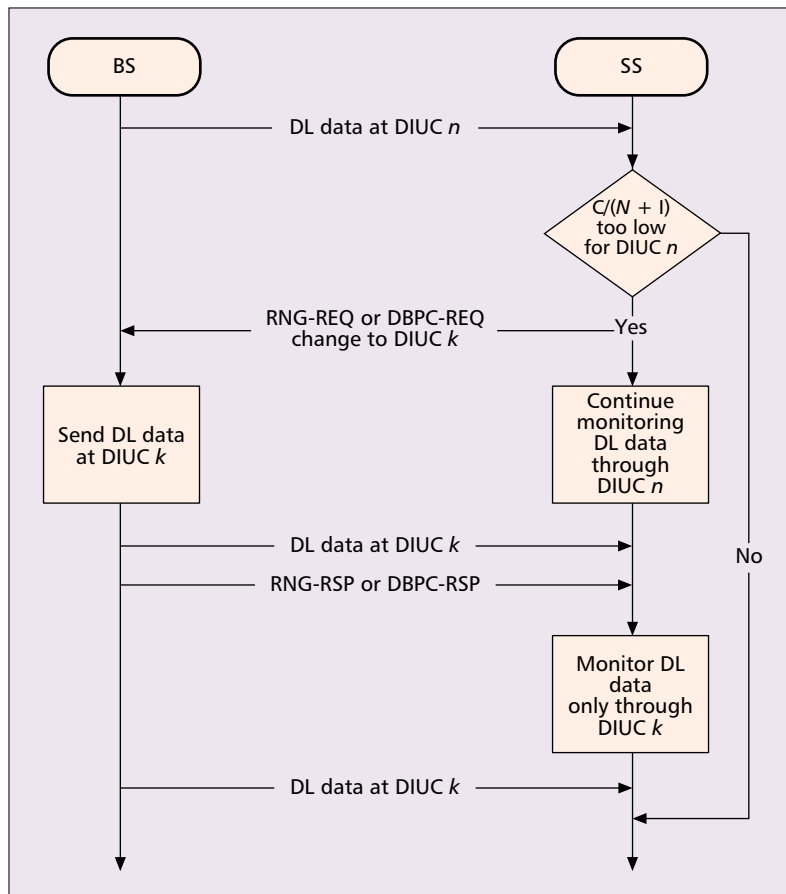 BS
SS
DL data at DIUC n
C/(N + I)
too low
for DIUC n
RNG-REQ or DBPC-REQ
change to DIUC k
Yes
Send DL data
at DIUC k
Continue
monitoring
DL data
through
DIUC n
DL data at DIUC k
No
RNG-RSP or DBPC-RSP
Monitor DL
data
only through
DIUC k
DL data at DIUC k